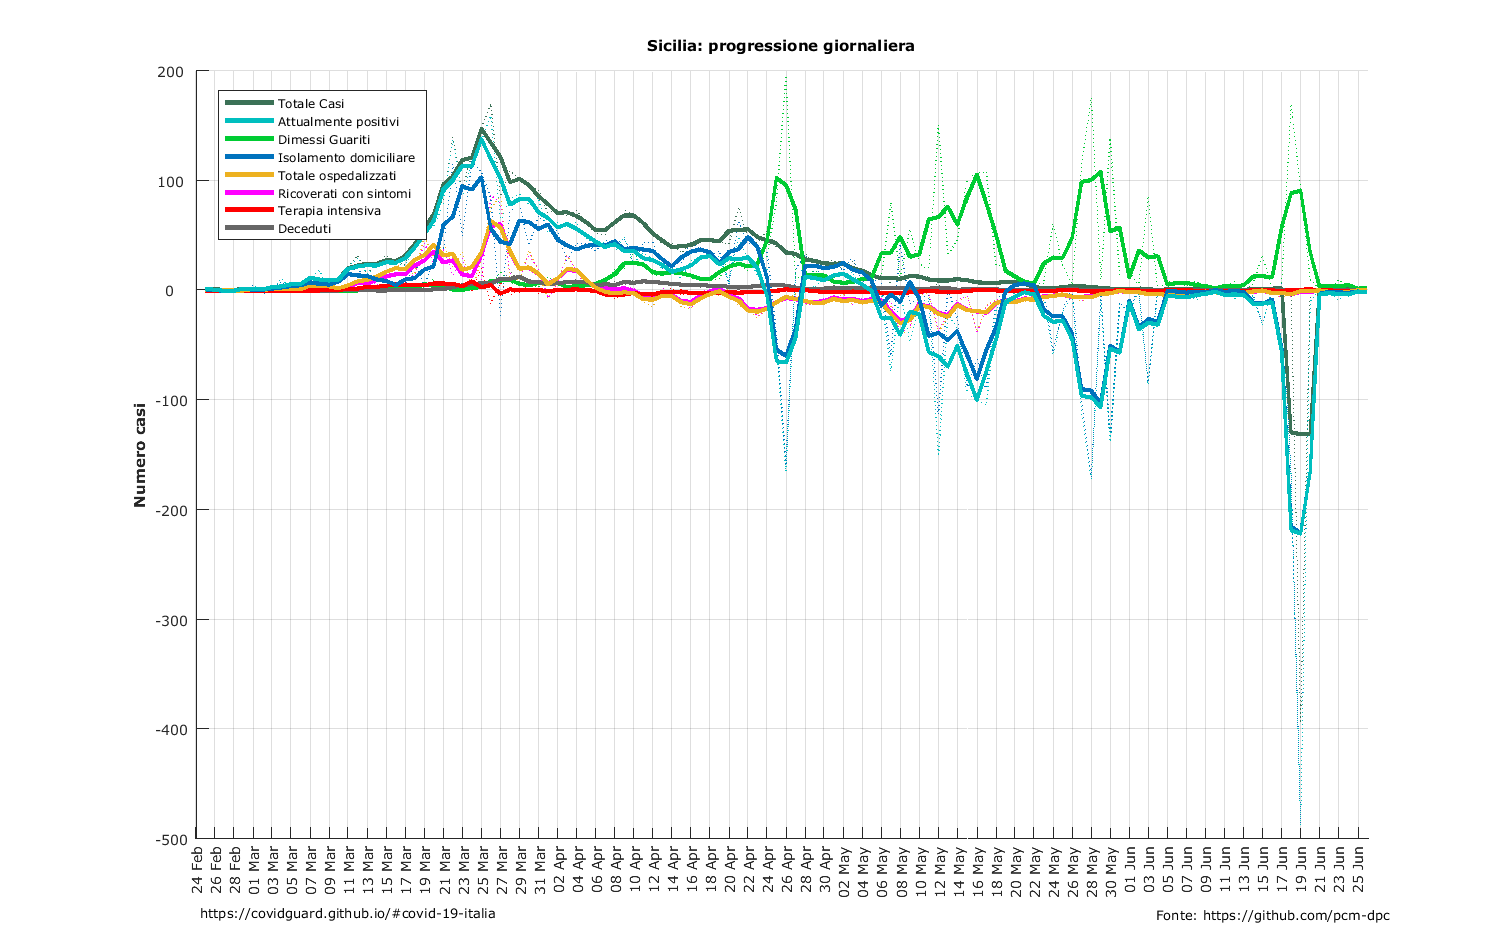 Sicilia: progressione giornaliera
200
100
0
-100
-200
-300
-400
-500
Numero casi
Totale Casi
Attualmente positivi
Dimessi Guariti
Isolamento domiciliare
Totale ospedalizzati
Ricoverati con sintomi
Terapia intensiva
Deceduti
24 Feb
26 Feb
28 Feb
01 Mar
03 Mar
05 Mar
07 Mar
09 Mar
11 Mar
13 Mar
15 Mar
17 Mar
19 Mar
21 Mar
23 Mar
25 Mar
27 Mar
29 Mar
31 Mar
02 Apr
04 Apr
06 Apr
08 Apr
10 Apr
12 Apr
14 Apr
16 Apr
18 Apr
20 Apr
22 Apr
24 Apr
26 Apr
28 Apr
30 Apr
02 May
04 May
06 May
08 May
10 May
12 May
14 May
16 May
18 May
20 May
22 May
24 May
26 May
28 May
30 May
01 Jun
03 Jun
05 Jun
07 Jun
09 Jun
11 Jun
13 Jun
15 Jun
17 Jun
19 Jun
21 Jun
23 Jun
25 Jun
https://covidguard.github.io/#covid-19-italia
Fonte: https://github.com/pcm-dpc